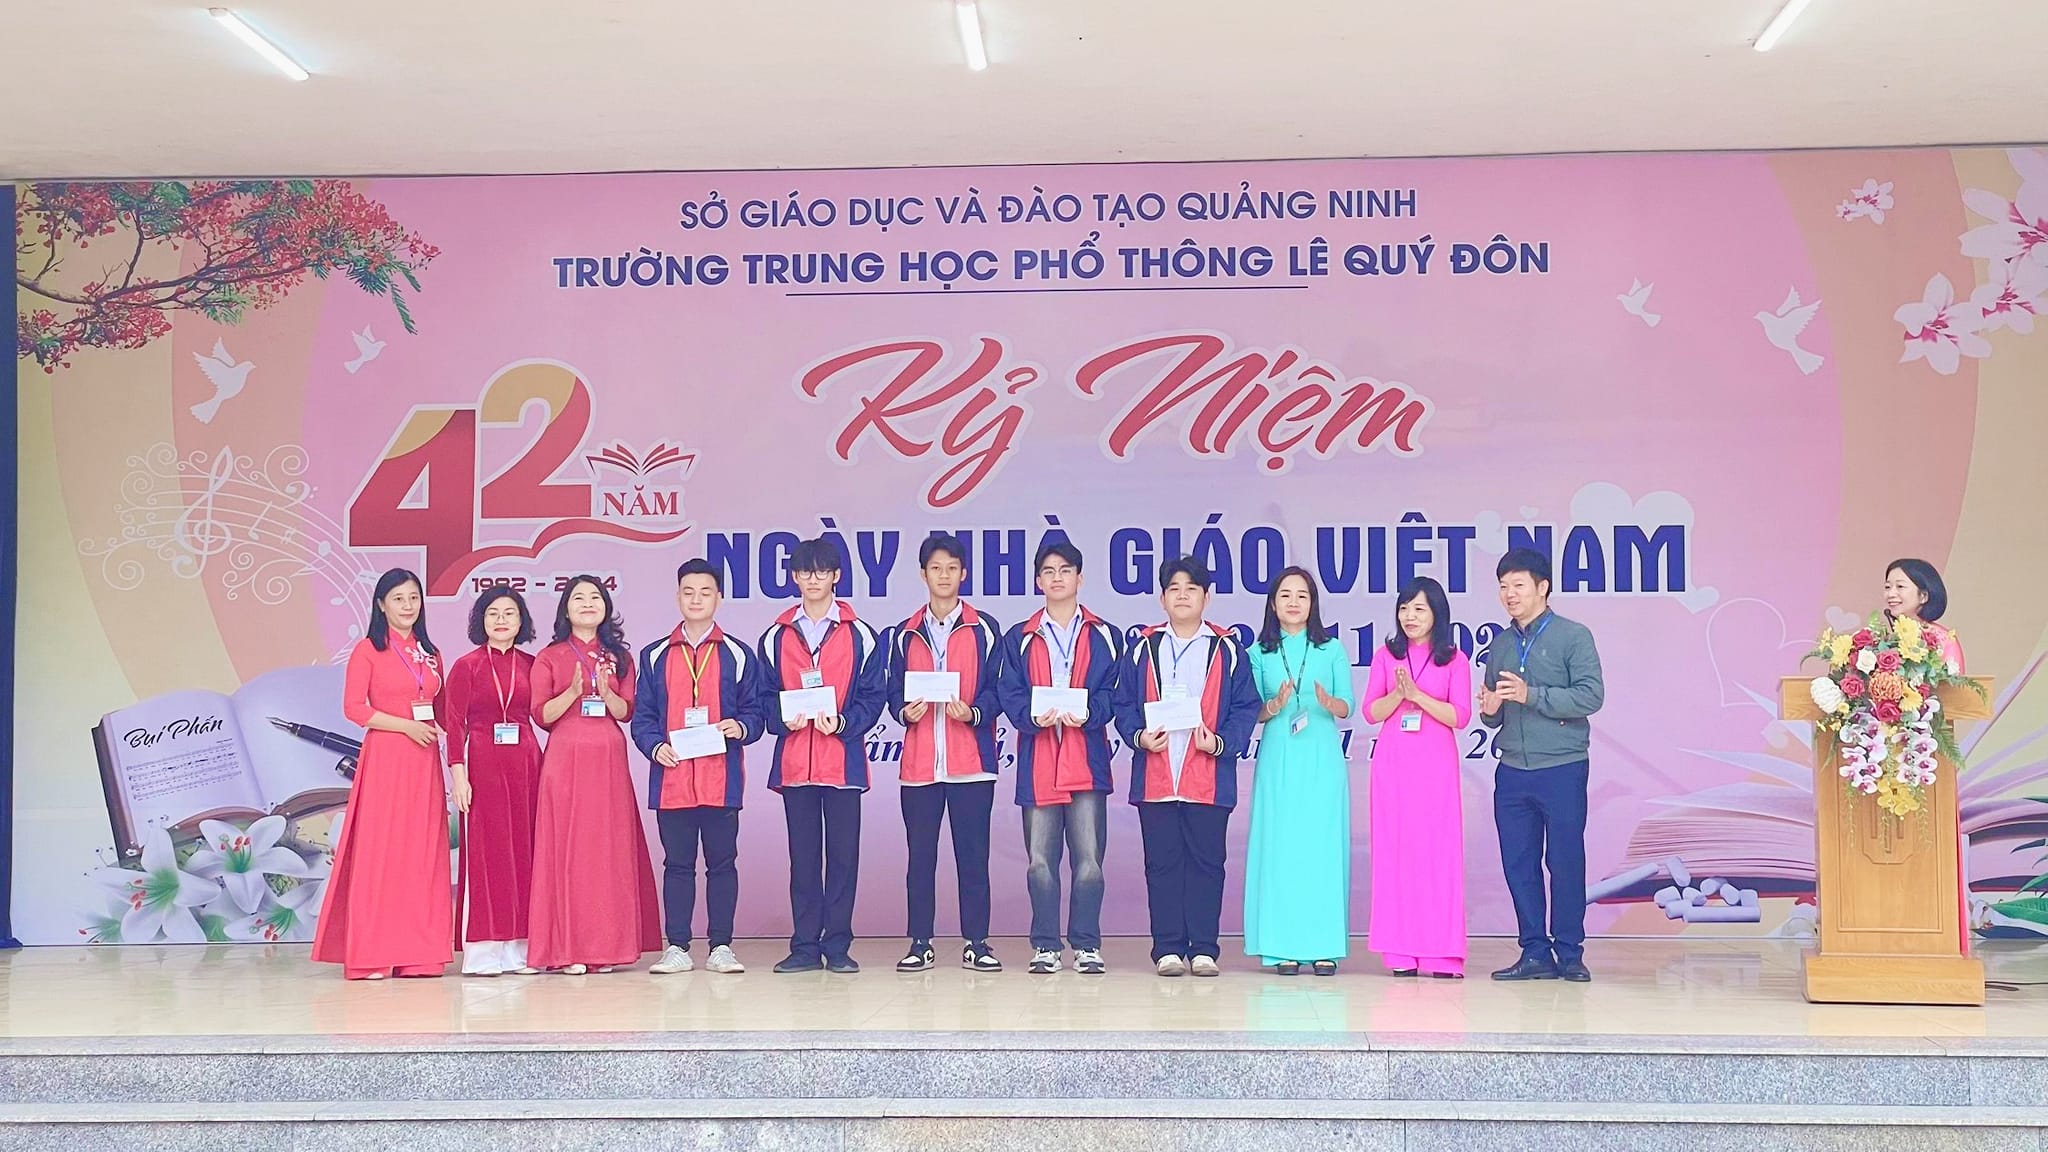 SỞ GIÁO DỤC VÀ ĐÀO TẠO QUẢNG NINH
TRƯỜNG TRUNG HỌC PHỔ THÔNG LÊ QUÝ ĐÔN
Kỷ Niệm
42 NĂM
NGÀY NHÀ GIÁO VIỆT NAM
Bụi Phấn